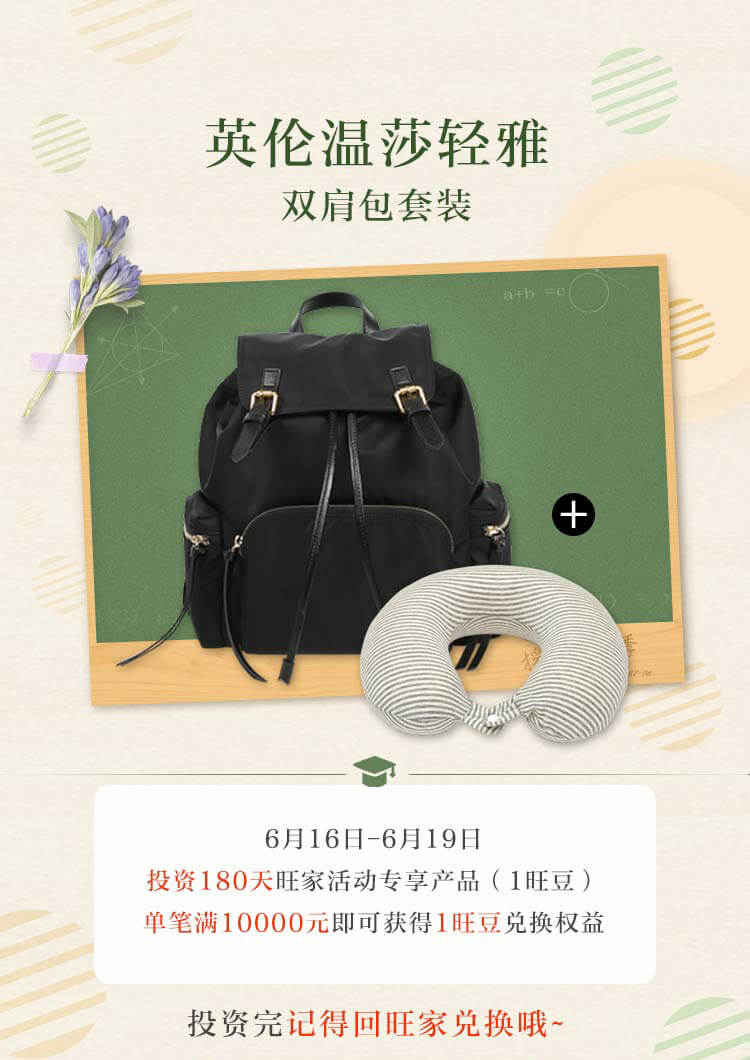 英伦温莎轻雅
双肩包套装
a+b =c
+
6月16日-6月19日
投资180天旺家活动专享产品（1旺豆）
单笔满10000元即可获得1旺豆兑换权益
投资完记得回旺家兑换哦~